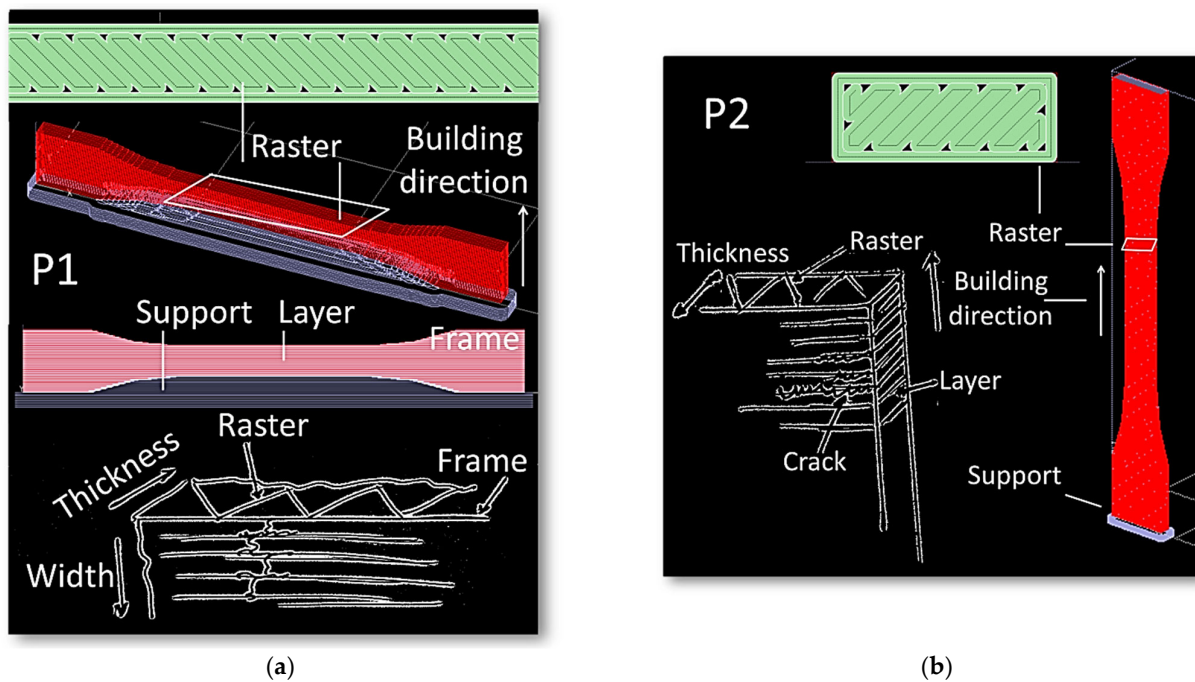 Raster
Building
direction
P1
Support
Layer
Frame
Raster
Thickness
Frame
Width
(a)
P2
Raster
Thickness
Raster
Building
direction
Layer
Crack
Support
(b)